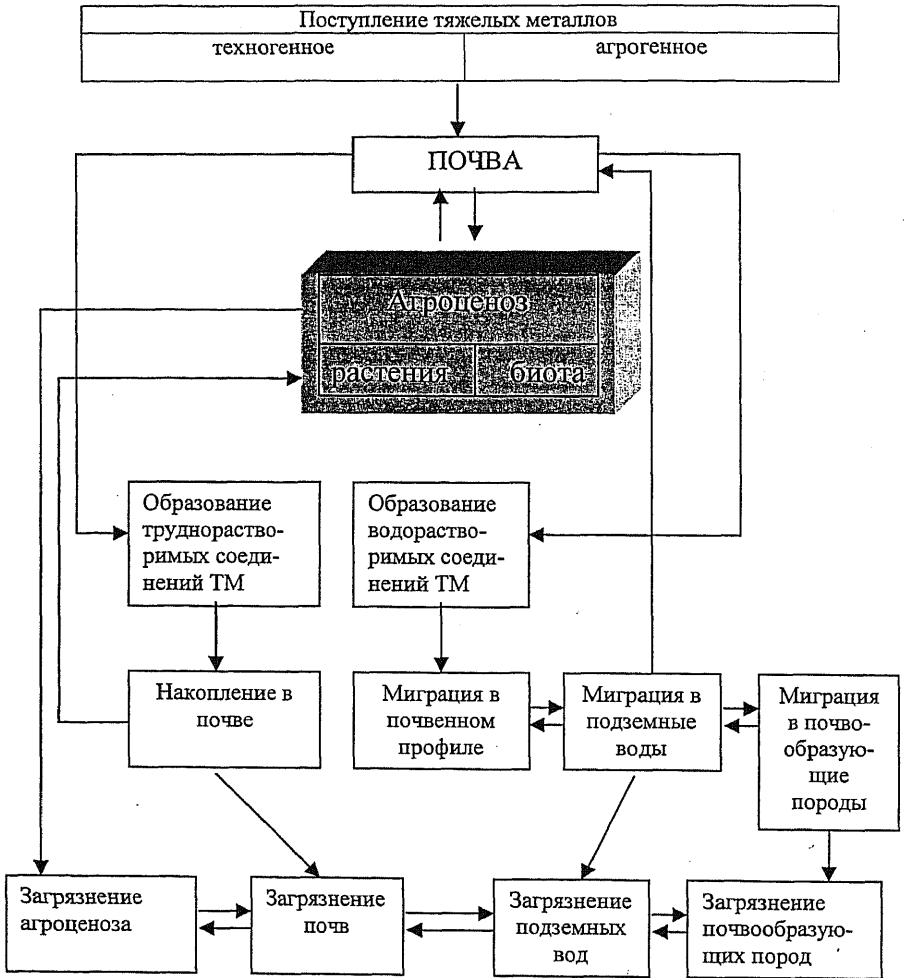 Поступление тяжелых металлов
техногенное
агрогенное
ПОЧВА
Агроценоз
растения
биота
Образование
труднораство-
римых соеди-
нений ТМ
Образование
водораство-
римых соеди-
нений ТМ
Накопление в
почве
Миграция в
почвенном
профиле
Миграция в
подземные
воды
Миграция
в почво-
образую-
щие
породы
Загрязнение
агроценоза
Загрязнение
почв
Загрязнение
подземных
вод
Загрязнение
почвообразую-
щих пород